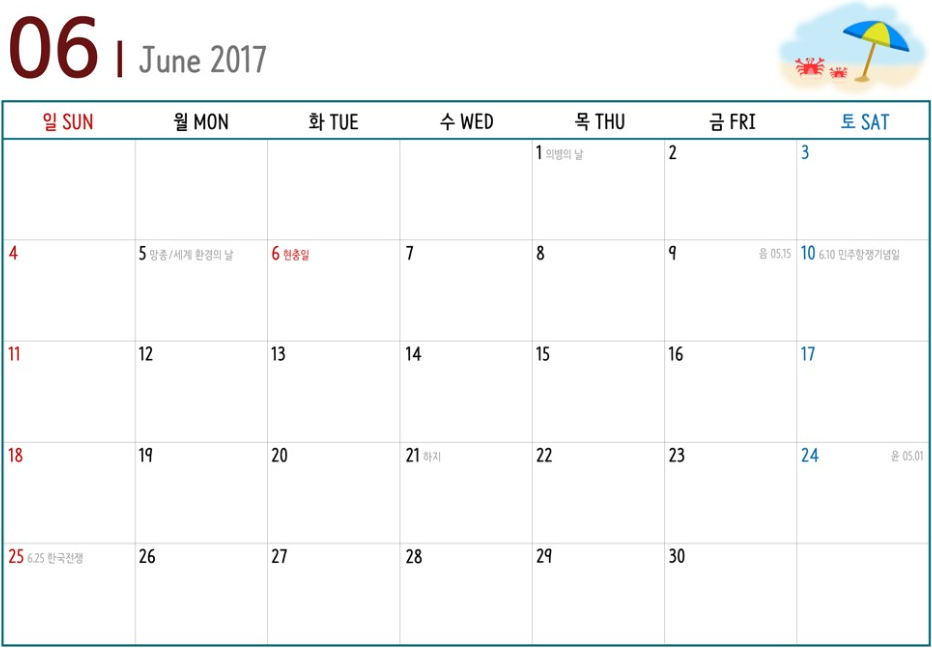 06 | June 2017
일 SUN 월 MON 화 TUE 수 WED 목 THU 금 FRI 토 SAT
1 의병의 날 2 3
4 5 망종/세계 환경의 날 6 현충일 7 8 9 음 05.15 10 6.10 민주항쟁기념일
11 12 13 14 15 16 17
18 19 20 21 하지 22 23 24 윤 05.01
25 6.25 한국전쟁 26 27 28 29 30